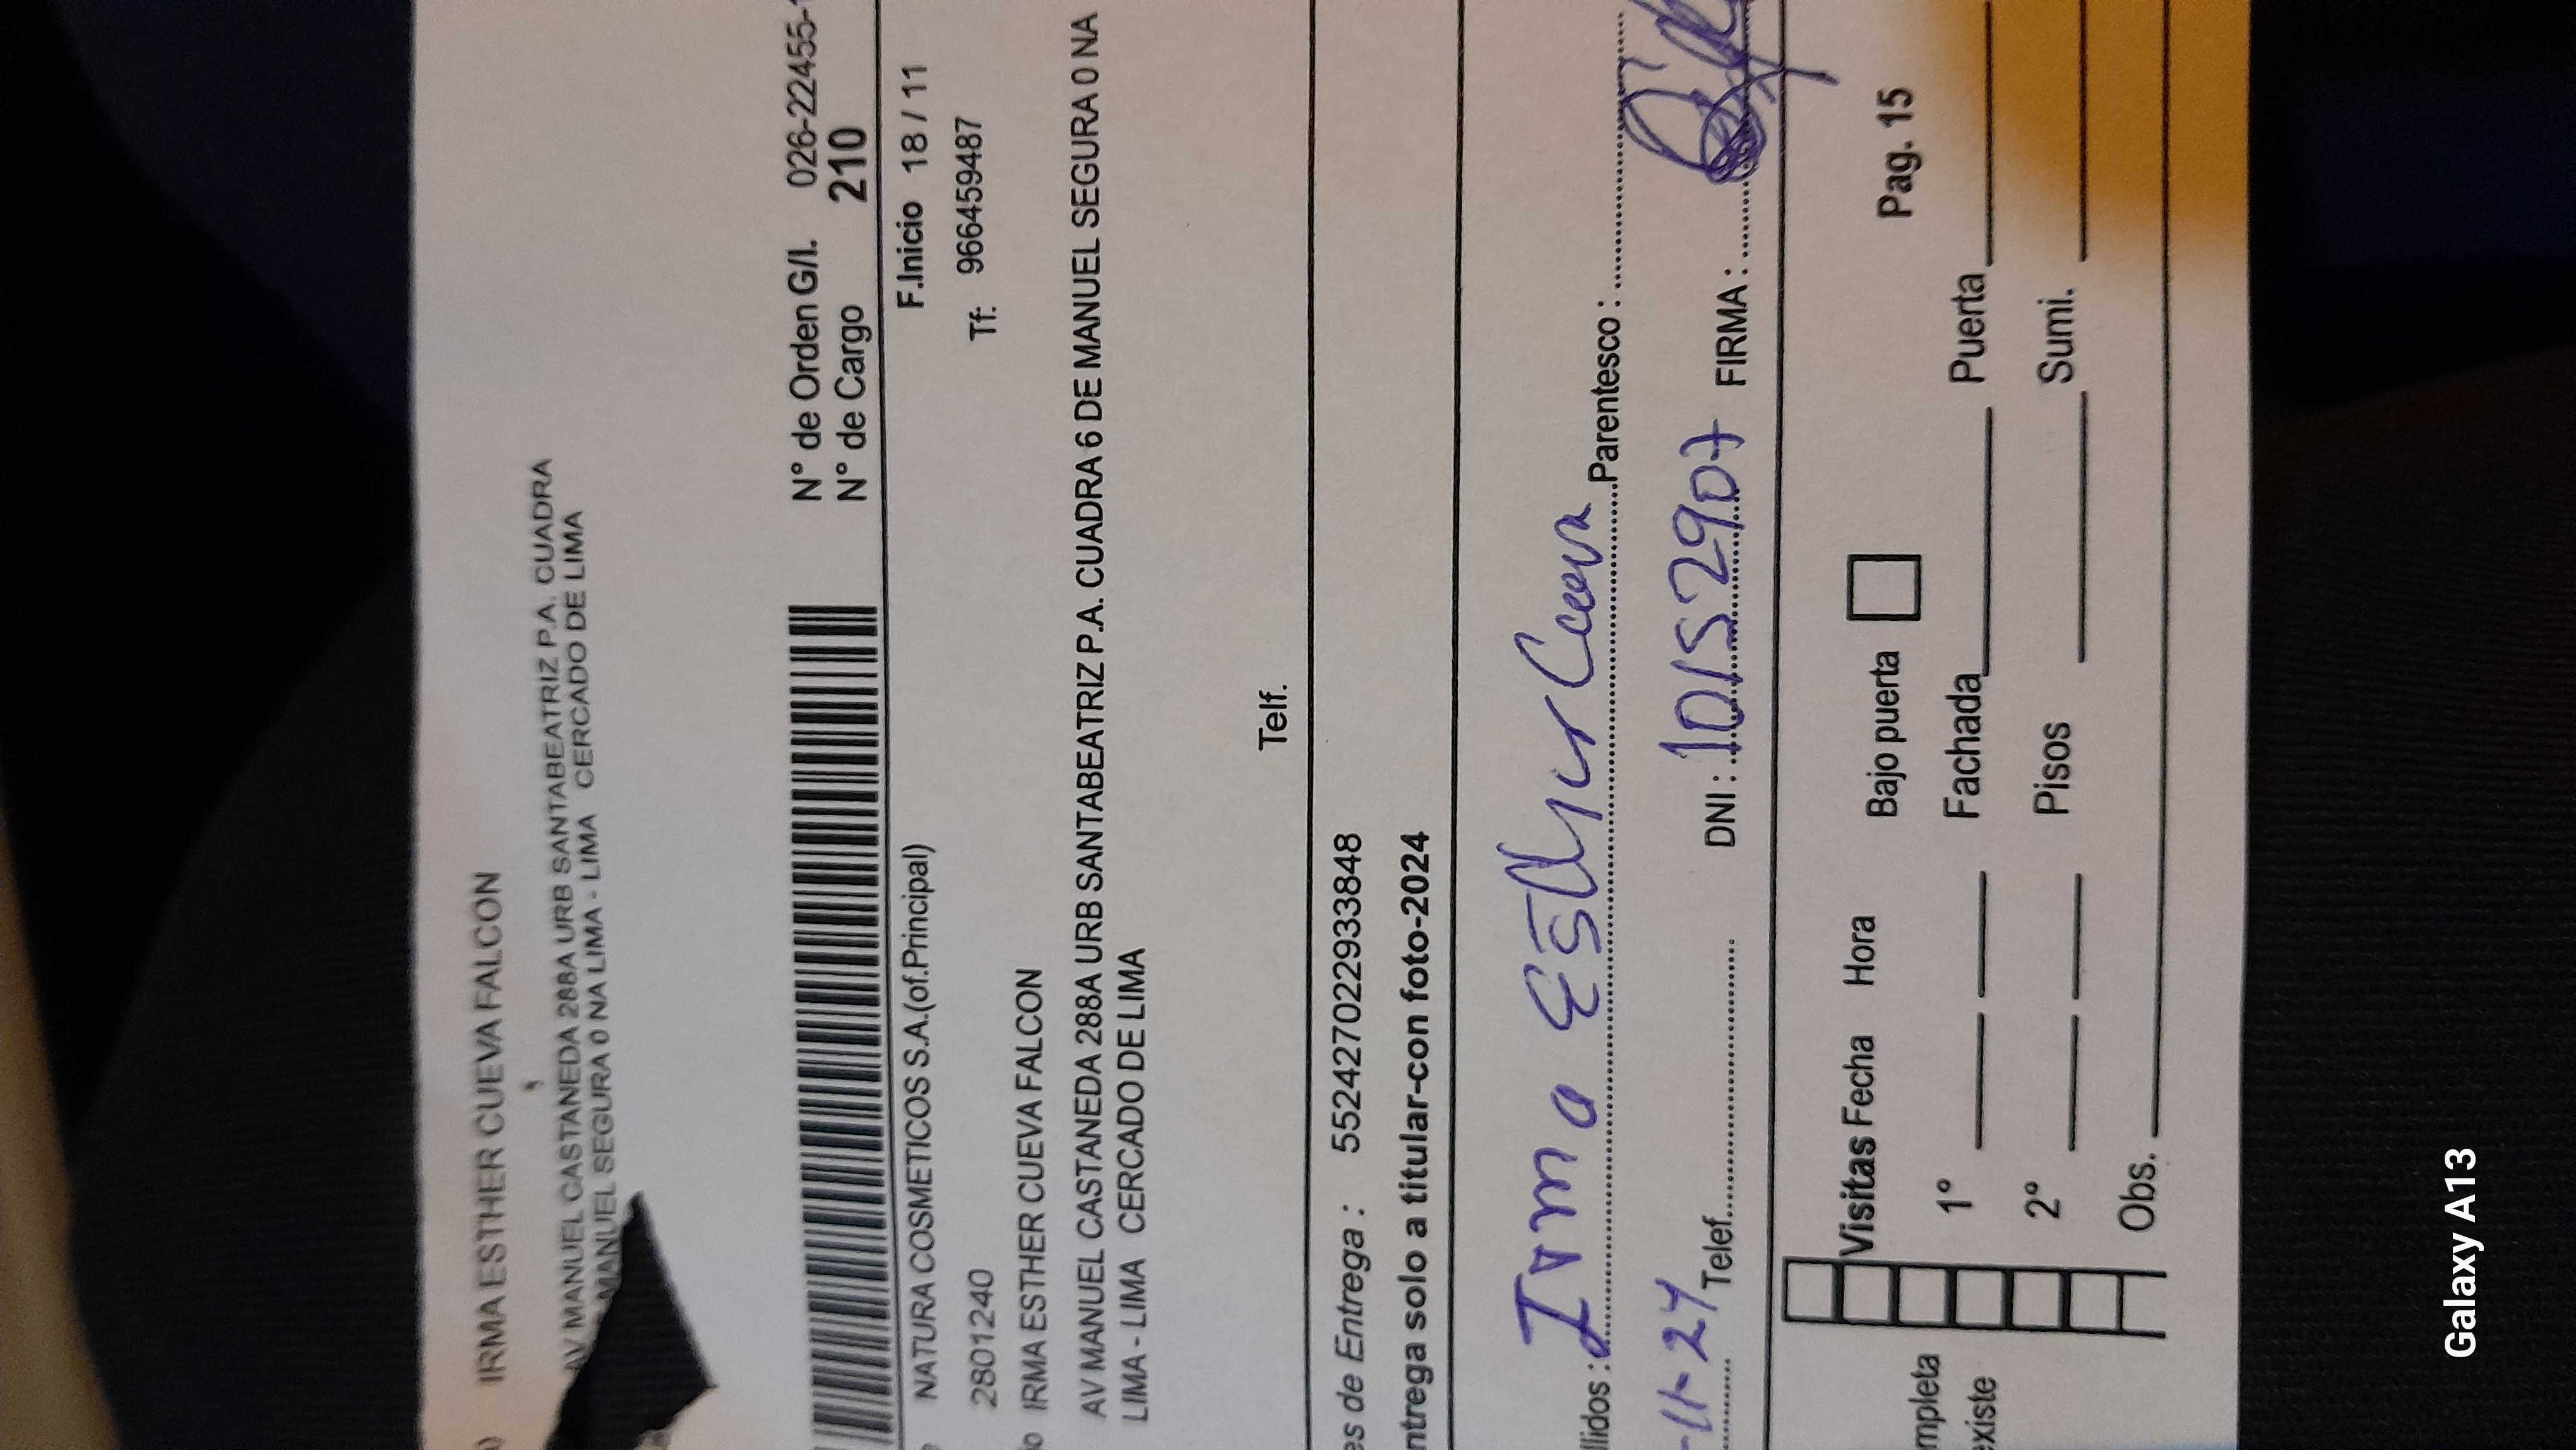 IRMA ESTHER CUEVA FALCON
AV MANUEL CASTANEDA 288A URB SANTABEATRIZ P.A. CUADRA
MANUEL SEGURA 0 NA LIMA - LIMA CERCADO DE LIMA
N° de Orden G/I. 026-22455-
N° de Cargo 210
NATURA COSMETICOS S.A.(of.Principal) F.Inicio 18 / 11
28012400 Tf: 966459487
IRMA ESTHER CUEVA FALCON
AV MANUEL CASTANEDA 288A URB SANTABEATRIZ P.A. CUADRA 6 DE MANUEL SEGURA 0 NA
LIMA - LIMA CERCADO DE LIMA
Telf.
es de Entrega : 552427022933848
ntrega solo a titular-con foto-2024
llidos : Irma Esther Cueva Parentesco :
-11-24 Telef. DNI : 10152907 FIRMA :
Visitas Fecha Hora Bajo puerta Pag. 15
mpleta 1° Fachada Puerta
existe 2° Pisos Sumi.
Obs.
Galaxy A13